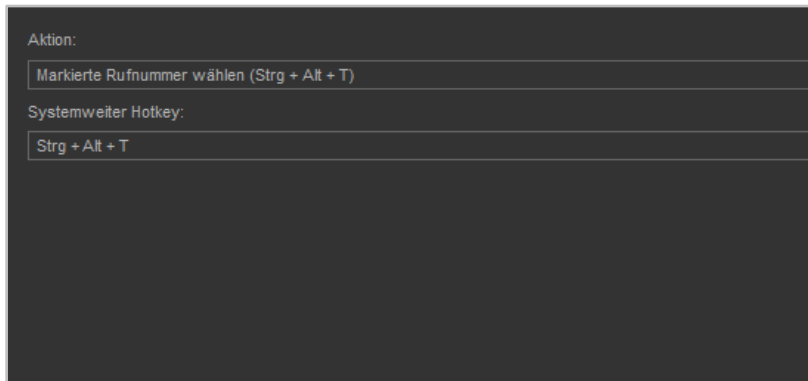 Aktion:
Markierte Rufnummer wählen (Strg + Alt + T)
Systemweiter Hotkey:
Strg + Alt + T